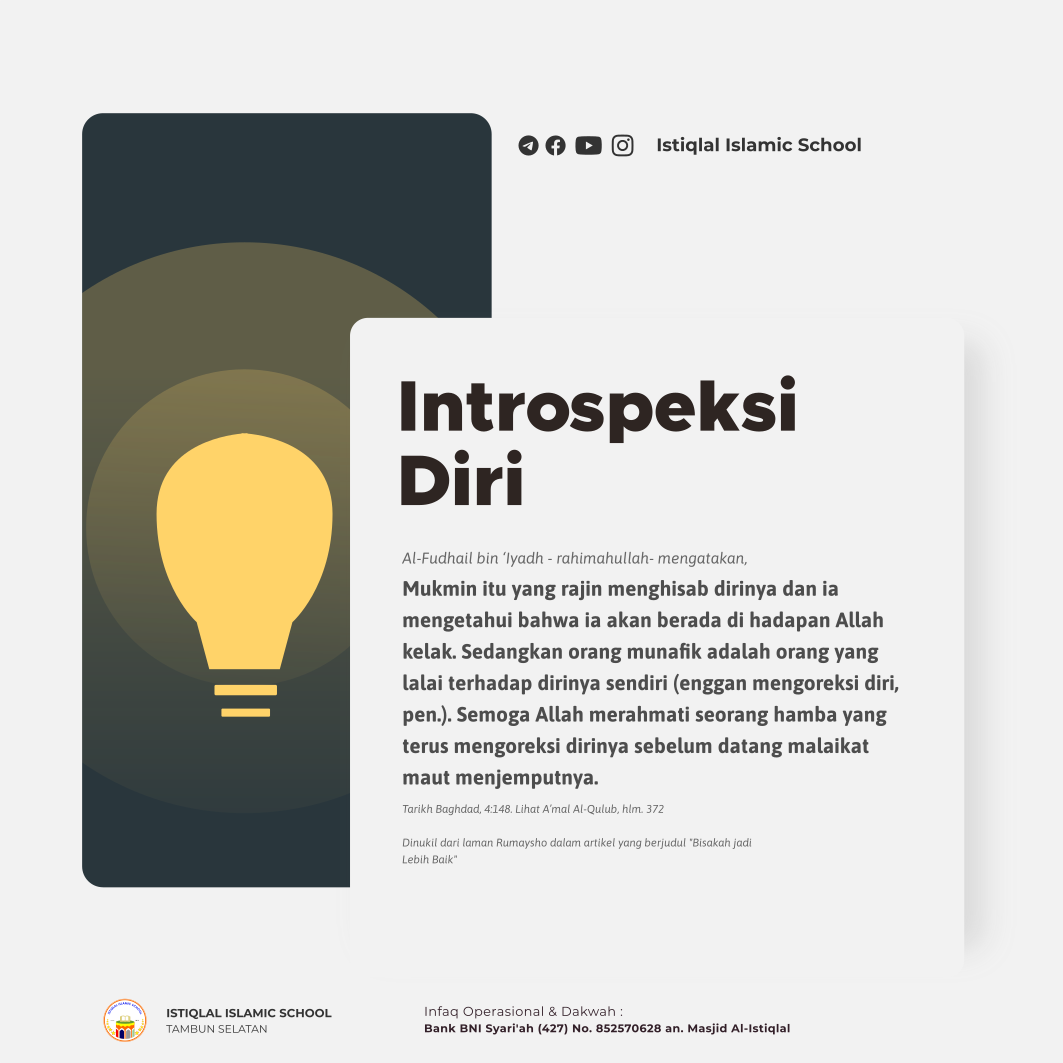 Istiqlal Islamic School
Introspeksi
Diri
Al-Fudhail bin ‘Iyadh - rahimahullah- mengatakan,
Mukmin itu yang rajin menghisab dirinya dan ia
mengetahui bahwa ia akan berada di hadapan Allah
kelak. Sedangkan orang munafik adalah orang yang
lalai terhadap dirinya sendiri (enggan mengoreksi diri,
pen.). Semoga Allah merahmati seorang hamba yang
terus mengoreksi dirinya sebelum datang malaikat
maut menjemputnya.
Tarikh Baghdad, 4:148. Lihat A’mal Al-Qulub, hlm. 372
Dinukil dari laman Rumaysho dalam artikel yang berjudul "Bisakah jadi
Lebih Baik"
ISTIQLAL ISLAMIC SCHOOL
TAMBUN SELATAN
Infaq Operasional & Dakwah :
Bank BNI Syari'ah (427) No. 852570628 an. Masjid Al-Istiqlal